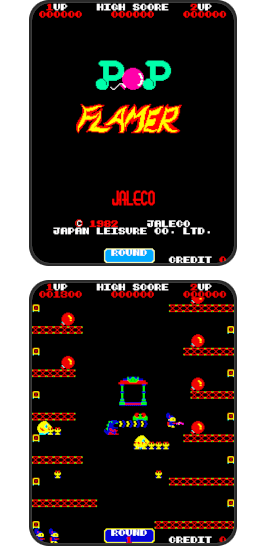 1UP HIGH SCORE 2UP
000000 000000 000000
POP
FLAMER
JALECO
© 1982 JALECO
JAPAN LEISURE CO. LTD.
ROUND
CREDIT 0
1UP HIGH SCORE 2UP
001300 000000 000000
ROUND
CREDIT 0